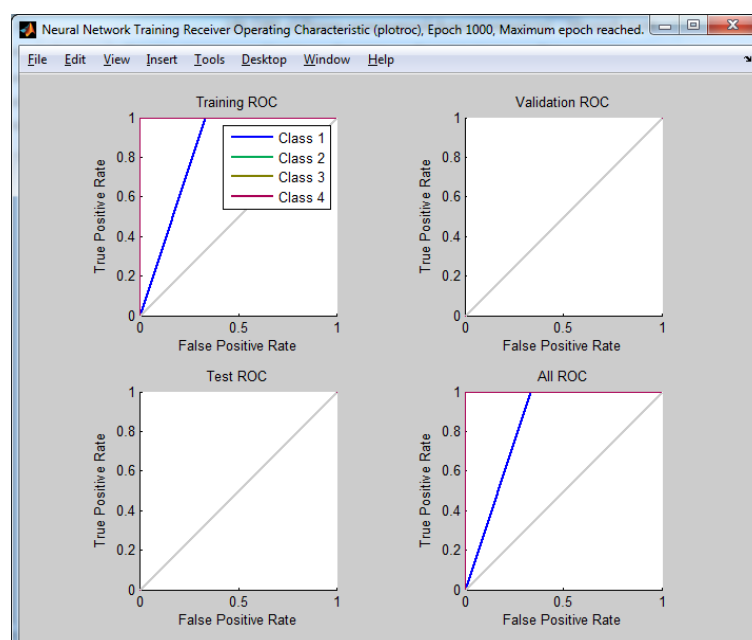 Neural Network Training Receiver Operating Characteristic (plotroc), Epoch 1000, Maximum epoch reached.
File Edit View Insert Tools Desktop Window Help
Training ROC
1
0.8
0.6
0.4
0.2
0
True Positive Rate
Class 1
Class 2
Class 3
Class 4
0 0.5 1
False Positive Rate
Validation ROC
1
0.8
0.6
0.4
0.2
0
True Positive Rate
0 0.5 1
False Positive Rate
Test ROC
1
0.8
0.6
0.4
0.2
0
True Positive Rate
0 0.5 1
False Positive Rate
All ROC
1
0.8
0.6
0.4
0.2
0
True Positive Rate
0 0.5 1
False Positive Rate